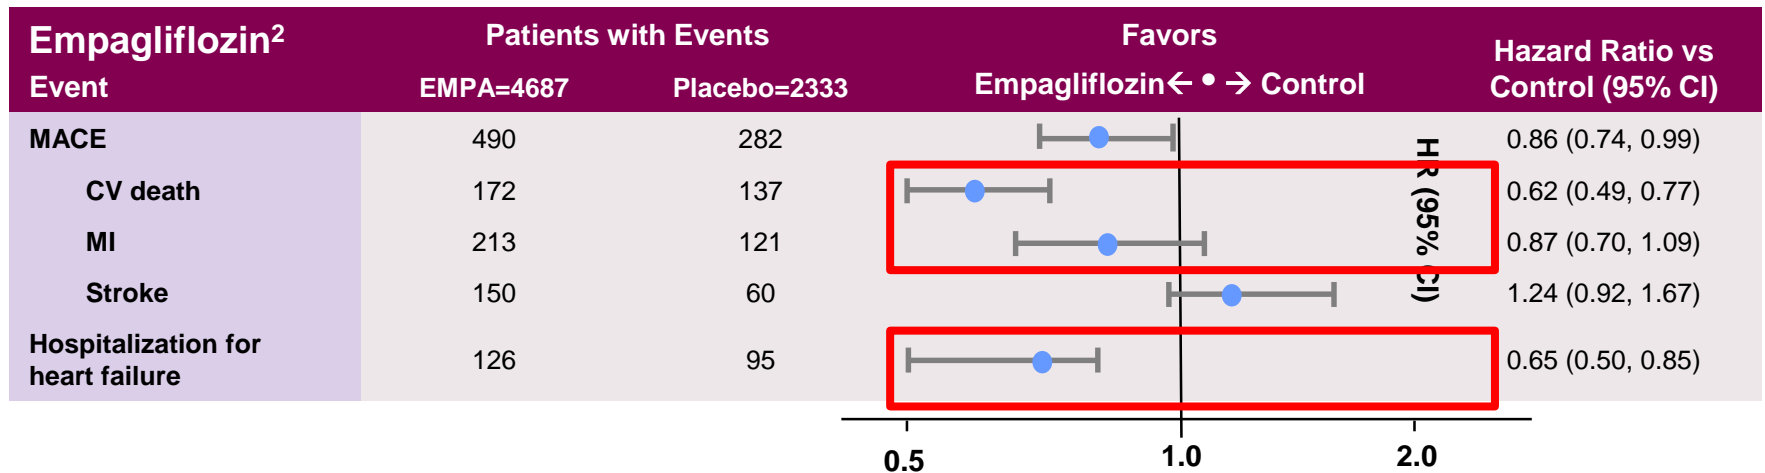 Empagliflozin2 Patients with Events Favors Hazard Ratio vs
Event EMPA=4687 Placebo=2333 Empagliflozin← • → Control Control (95% CI)
MACE 490 282 0.86 (0.74, 0.99)
CV death 172 137 0.62 (0.49, 0.77)
MI 213 121 0.87 (0.70, 1.09)
Stroke 150 60 1.24 (0.92, 1.67)
Hospitalization for
heart failure 126 95 0.65 (0.50, 0.85)
HR (95% CI)
0.5 1.0 2.0